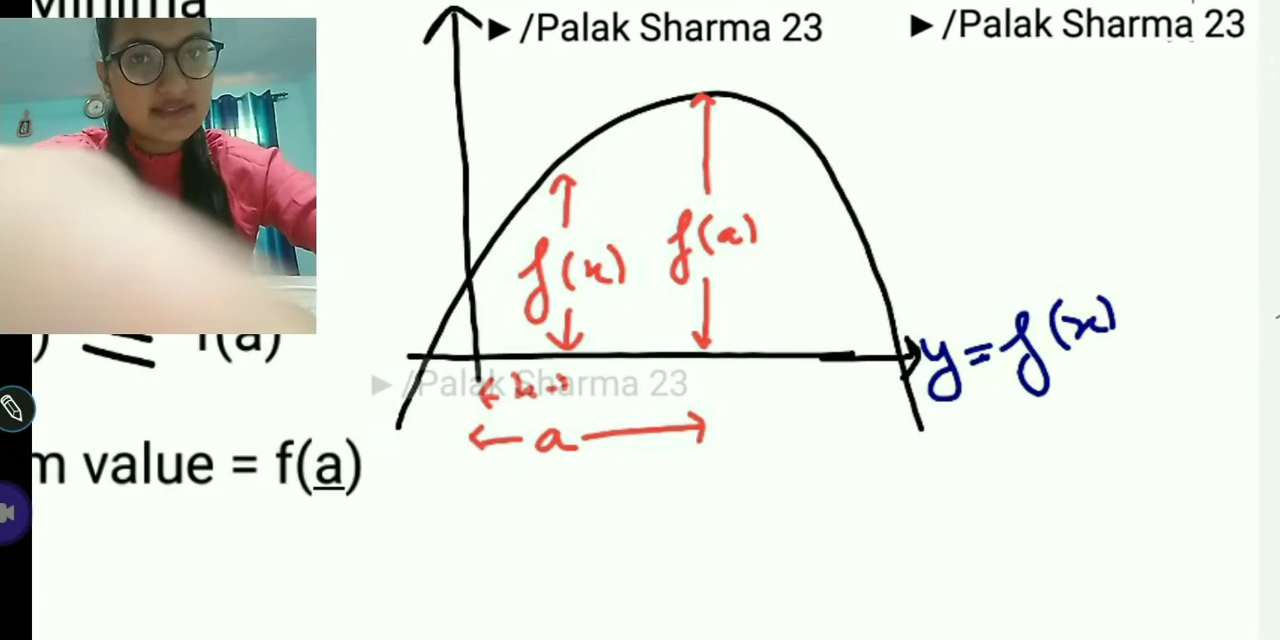 Minima
► /Palak Sharma 23
► /Palak Sharma 23
f(x)
f(a)
y = f(x)
) ≤ f(a)
► /Palak Sharma 23
x
a
m value = f(a)